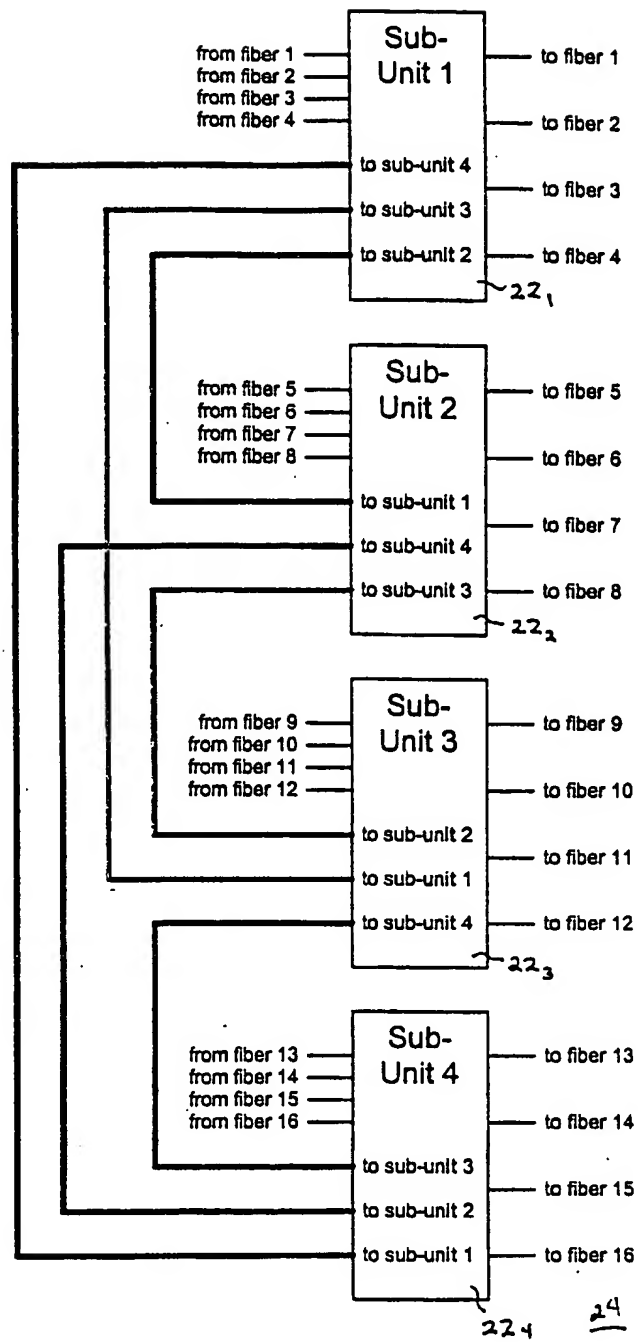 Sub-
Unit 1
from fiber 1
from fiber 2
from fiber 3
from fiber 4
to sub-unit 4
to sub-unit 3
to sub-unit 2
to fiber 1
to fiber 2
to fiber 3
to fiber 4
22₁
Sub-
Unit 2
from fiber 5
from fiber 6
from fiber 7
from fiber 8
to sub-unit 1
to sub-unit 4
to sub-unit 3
to fiber 5
to fiber 6
to fiber 7
to fiber 8
22₂
Sub-
Unit 3
from fiber 9
from fiber 10
from fiber 11
from fiber 12
to sub-unit 2
to sub-unit 1
to sub-unit 4
to fiber 9
to fiber 10
to fiber 11
to fiber 12
22₃
Sub-
Unit 4
from fiber 13
from fiber 14
from fiber 15
from fiber 16
to sub-unit 3
to sub-unit 2
to sub-unit 1
to fiber 13
to fiber 14
to fiber 15
to fiber 16
22₄
24